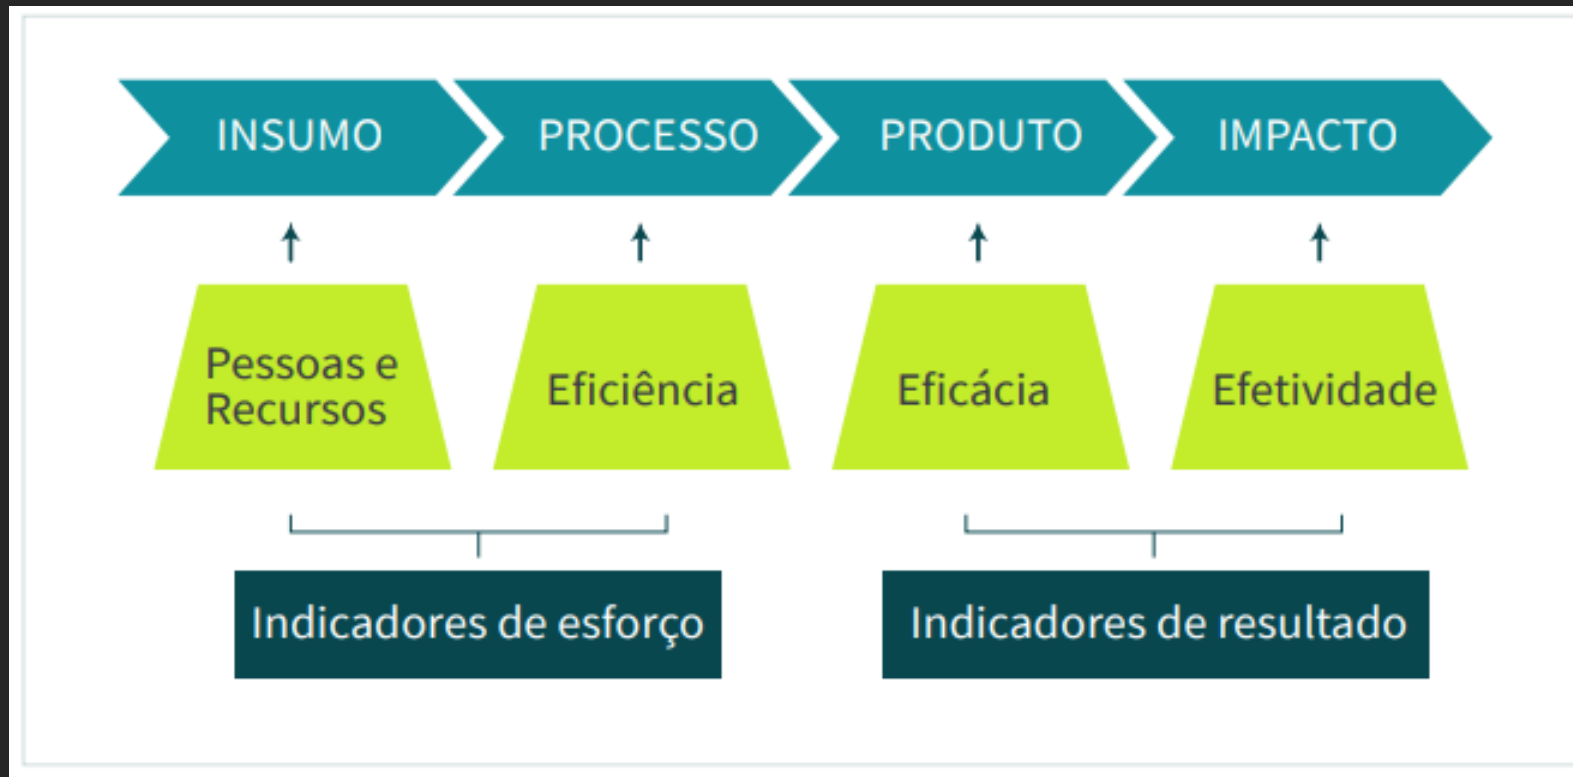 INSUMO
PROCESSO
PRODUTO
IMPACTO
Pessoas e
Recursos
Eficiência
Eficácia
Efetividade
Indicadores de esforço
Indicadores de resultado